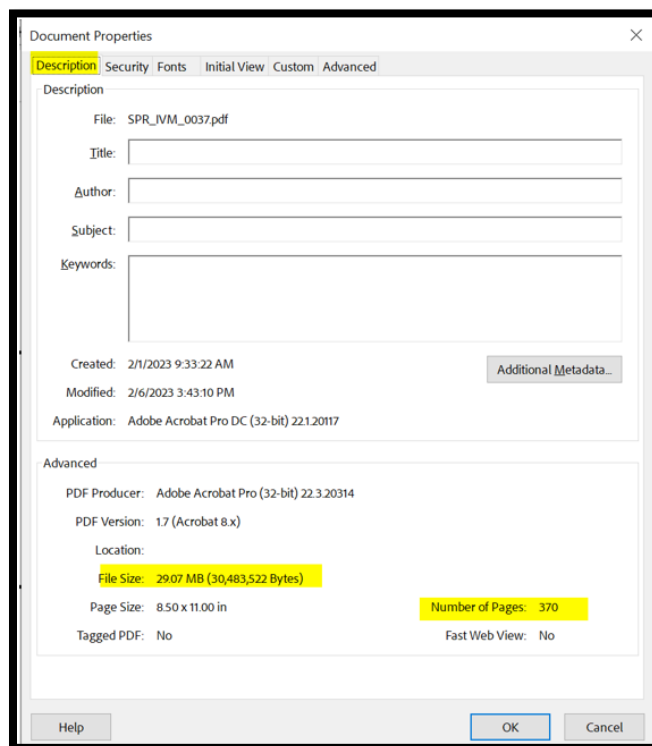 Document Properties
Description Security Fonts Initial View Custom Advanced
Description
File: SPR_IVM_0037.pdf
Title:
Author:
Subject:
Keywords:
Created: 2/1/2023 9:33:22 AM
Additional Metadata...
Modified: 2/6/2023 3:43:10 PM
Application: Adobe Acrobat Pro DC (32-bit) 22.1.20117
Advanced
PDF Producer: Adobe Acrobat Pro (32-bit) 22.3.20314
PDF Version: 1.7 (Acrobat 8.x)
Location:
File Size: 29.07 MB (30,483,522 Bytes)
Page Size: 8.50 x 11.00 in Number of Pages: 370
Tagged PDF: No Fast Web View: No
Help OK Cancel